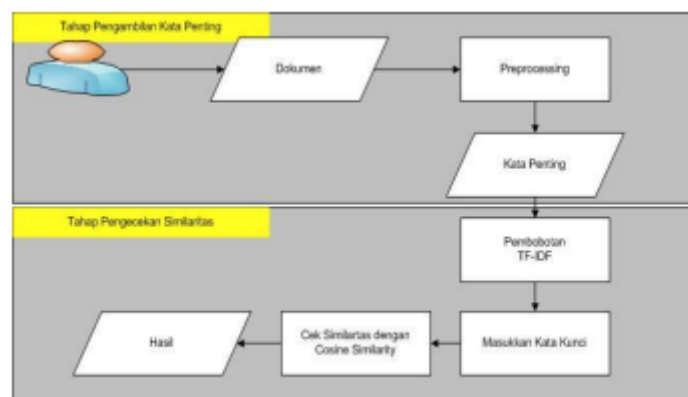 Tahap Pengambilan Kata Penting
Dokumen
Preprocessing
Kata Penting
Tahap Pengecekan Similaritas
Pembobotan
TF-IDF
Masukkan Kata Kunci
Cek Similartas dengan
Cosine Similarity
Hasil